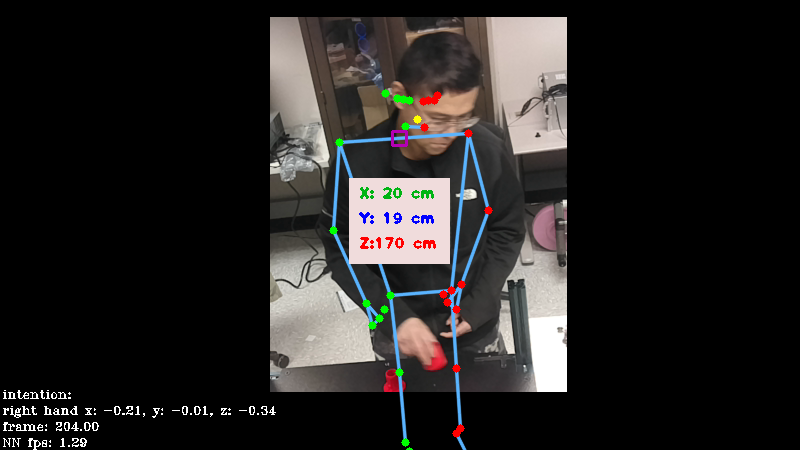 X: 20 cm
Y: 19 cm
Z:170 cm
intention:
right hand x: -0.21, y: -0.01, z: -0.34
frame: 204.00
NN fps: 1.29